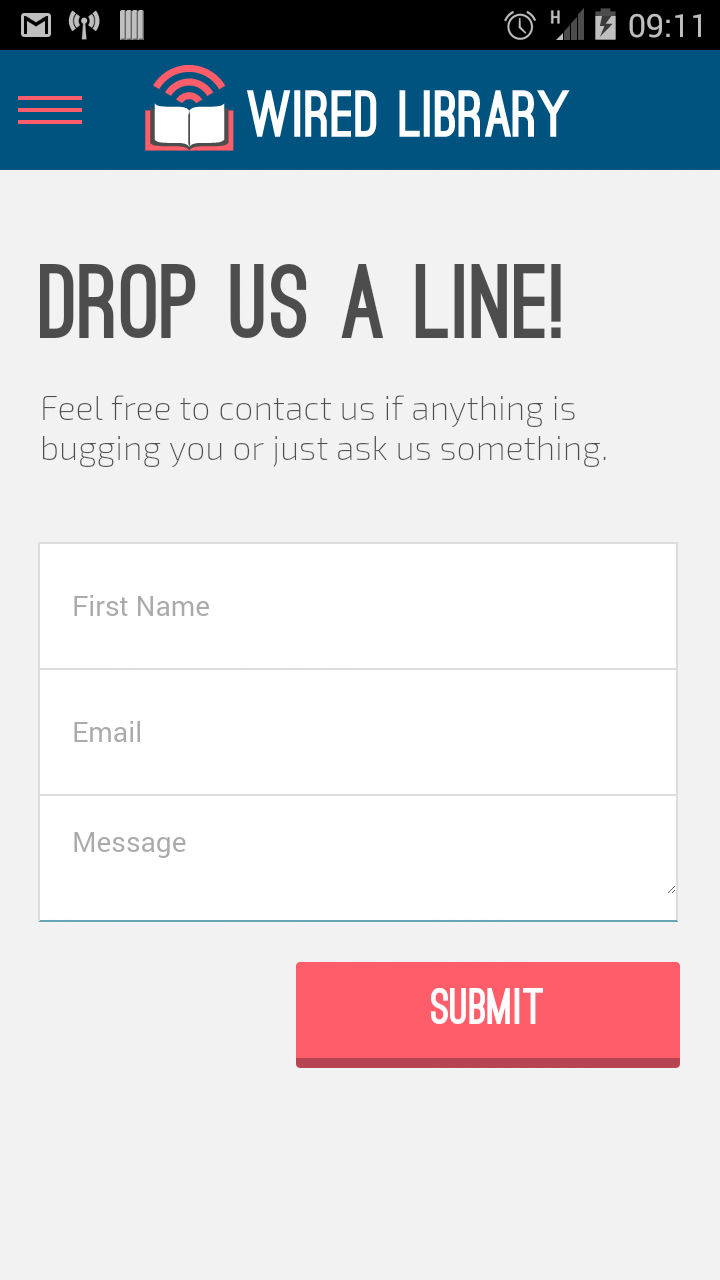 H 09:11
WIRED LIBRARY
DROP US A LINE!
Feel free to contact us if anything is
bugging you or just ask us something.
First Name
Email
Message
SUBMIT